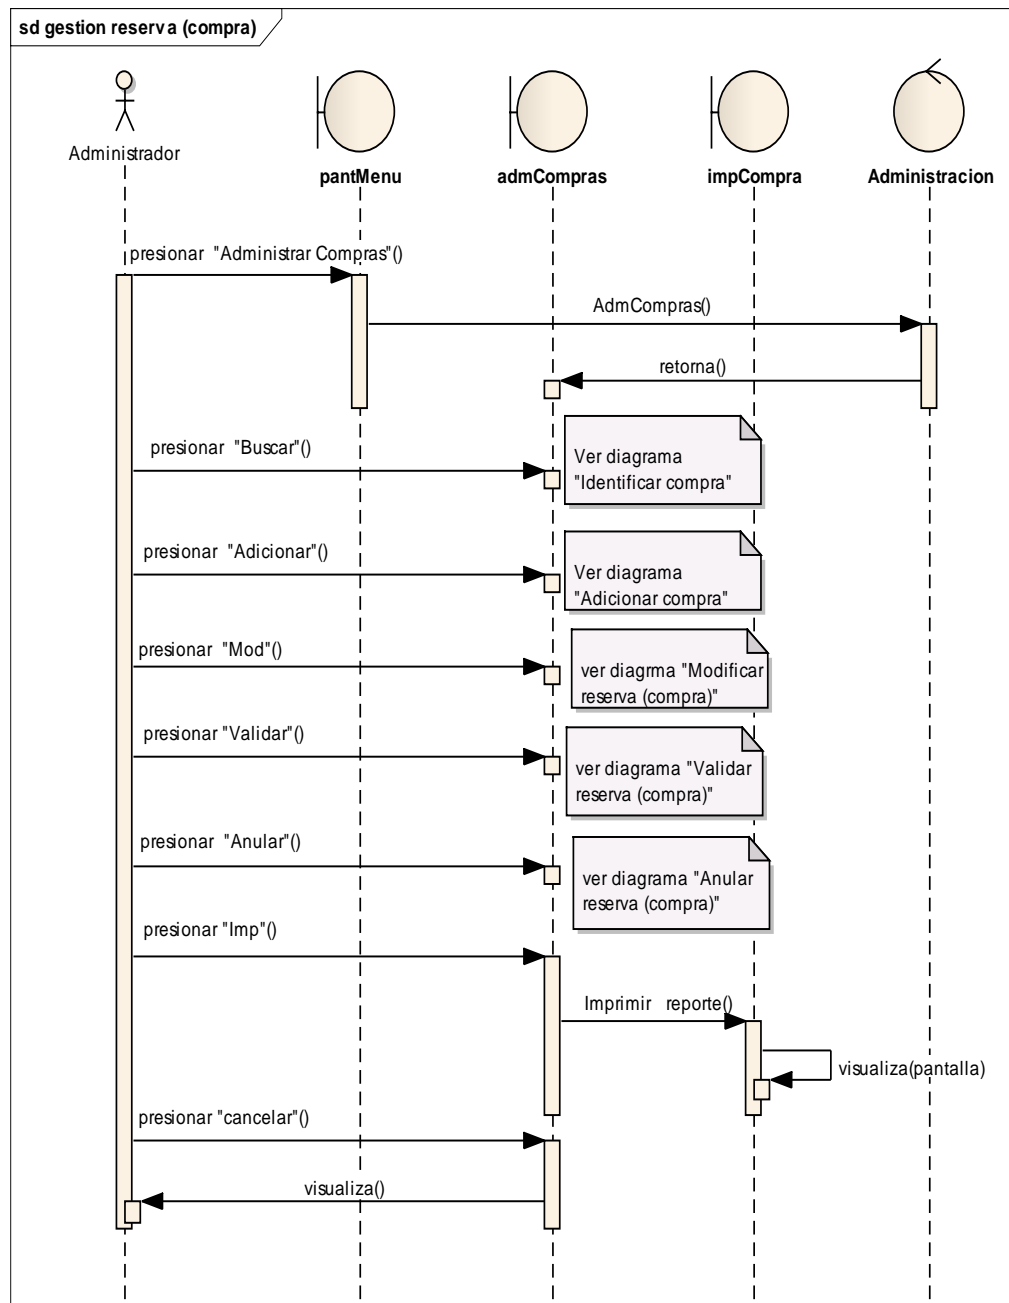 sd gestion reserva (compra)
Administrador
pantMenu
admCompras
impCompra
Administracion
presionar "Administrar Compras"()
AdmCompras()
retorna()
presionar "Buscar"()
Ver diagrama
"Identificar compra"
presionar "Adicionar"()
Ver diagrama
"Adicionar compra"
presionar "Mod"()
ver diagrma "Modificar
reserva (compra)"
presionar "Validar"()
ver diagrama "Validar
reserva (compra)"
presionar "Anular"()
ver diagrama "Anular
reserva (compra)"
presionar "Imp"()
Imprimir reporte()
visualiza(pantalla)
presionar "cancelar"()
visualiza()